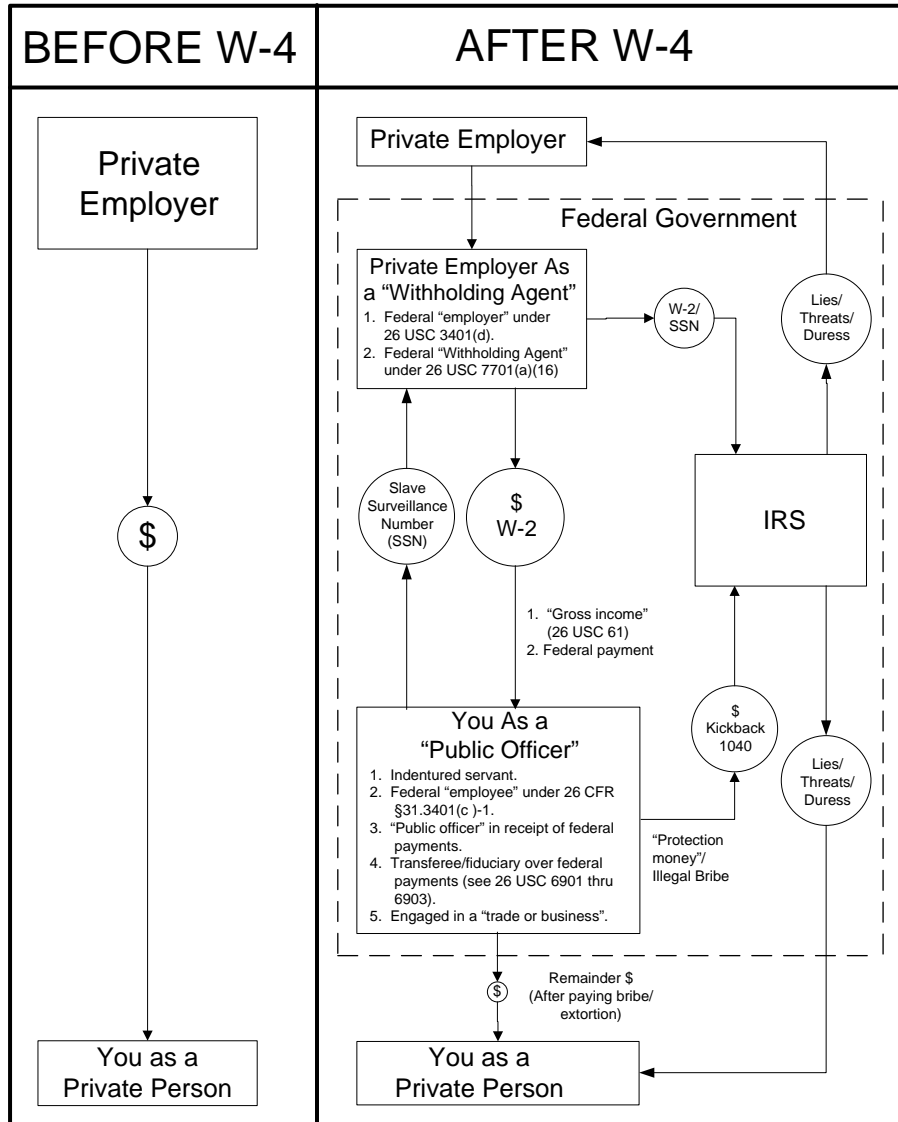 BEFORE W-4
AFTER W-4
Private
Employer
$
You as a
Private Person
Private Employer
Federal Government
Private Employer As
a “Withholding Agent”
1. Federal “employer” under
26 USC 3401(d).
2. Federal “Withholding Agent”
under 26 USC 7701(a)(16)
W-2/
SSN
Lies/
Threats/
Duress
Slave
Surveillance
Number
(SSN)
$
W-2
IRS
1. “Gross income”
(26 USC 61)
2. Federal payment
You As a
“Public Officer”
1. Indentured servant.
2. Federal “employee” under 26 CFR
§31.3401(c )-1.
3. “Public officer” in receipt of federal
payments.
4. Transferee/fiduciary over federal
payments (see 26 USC 6901 thru
6903).
5. Engaged in a “trade or business”.
$
Kickback
1040
Lies/
Threats/
Duress
“Protection
money”/
Illegal Bribe
$
Remainder $
(After paying bribe/
extortion)
You as a
Private Person